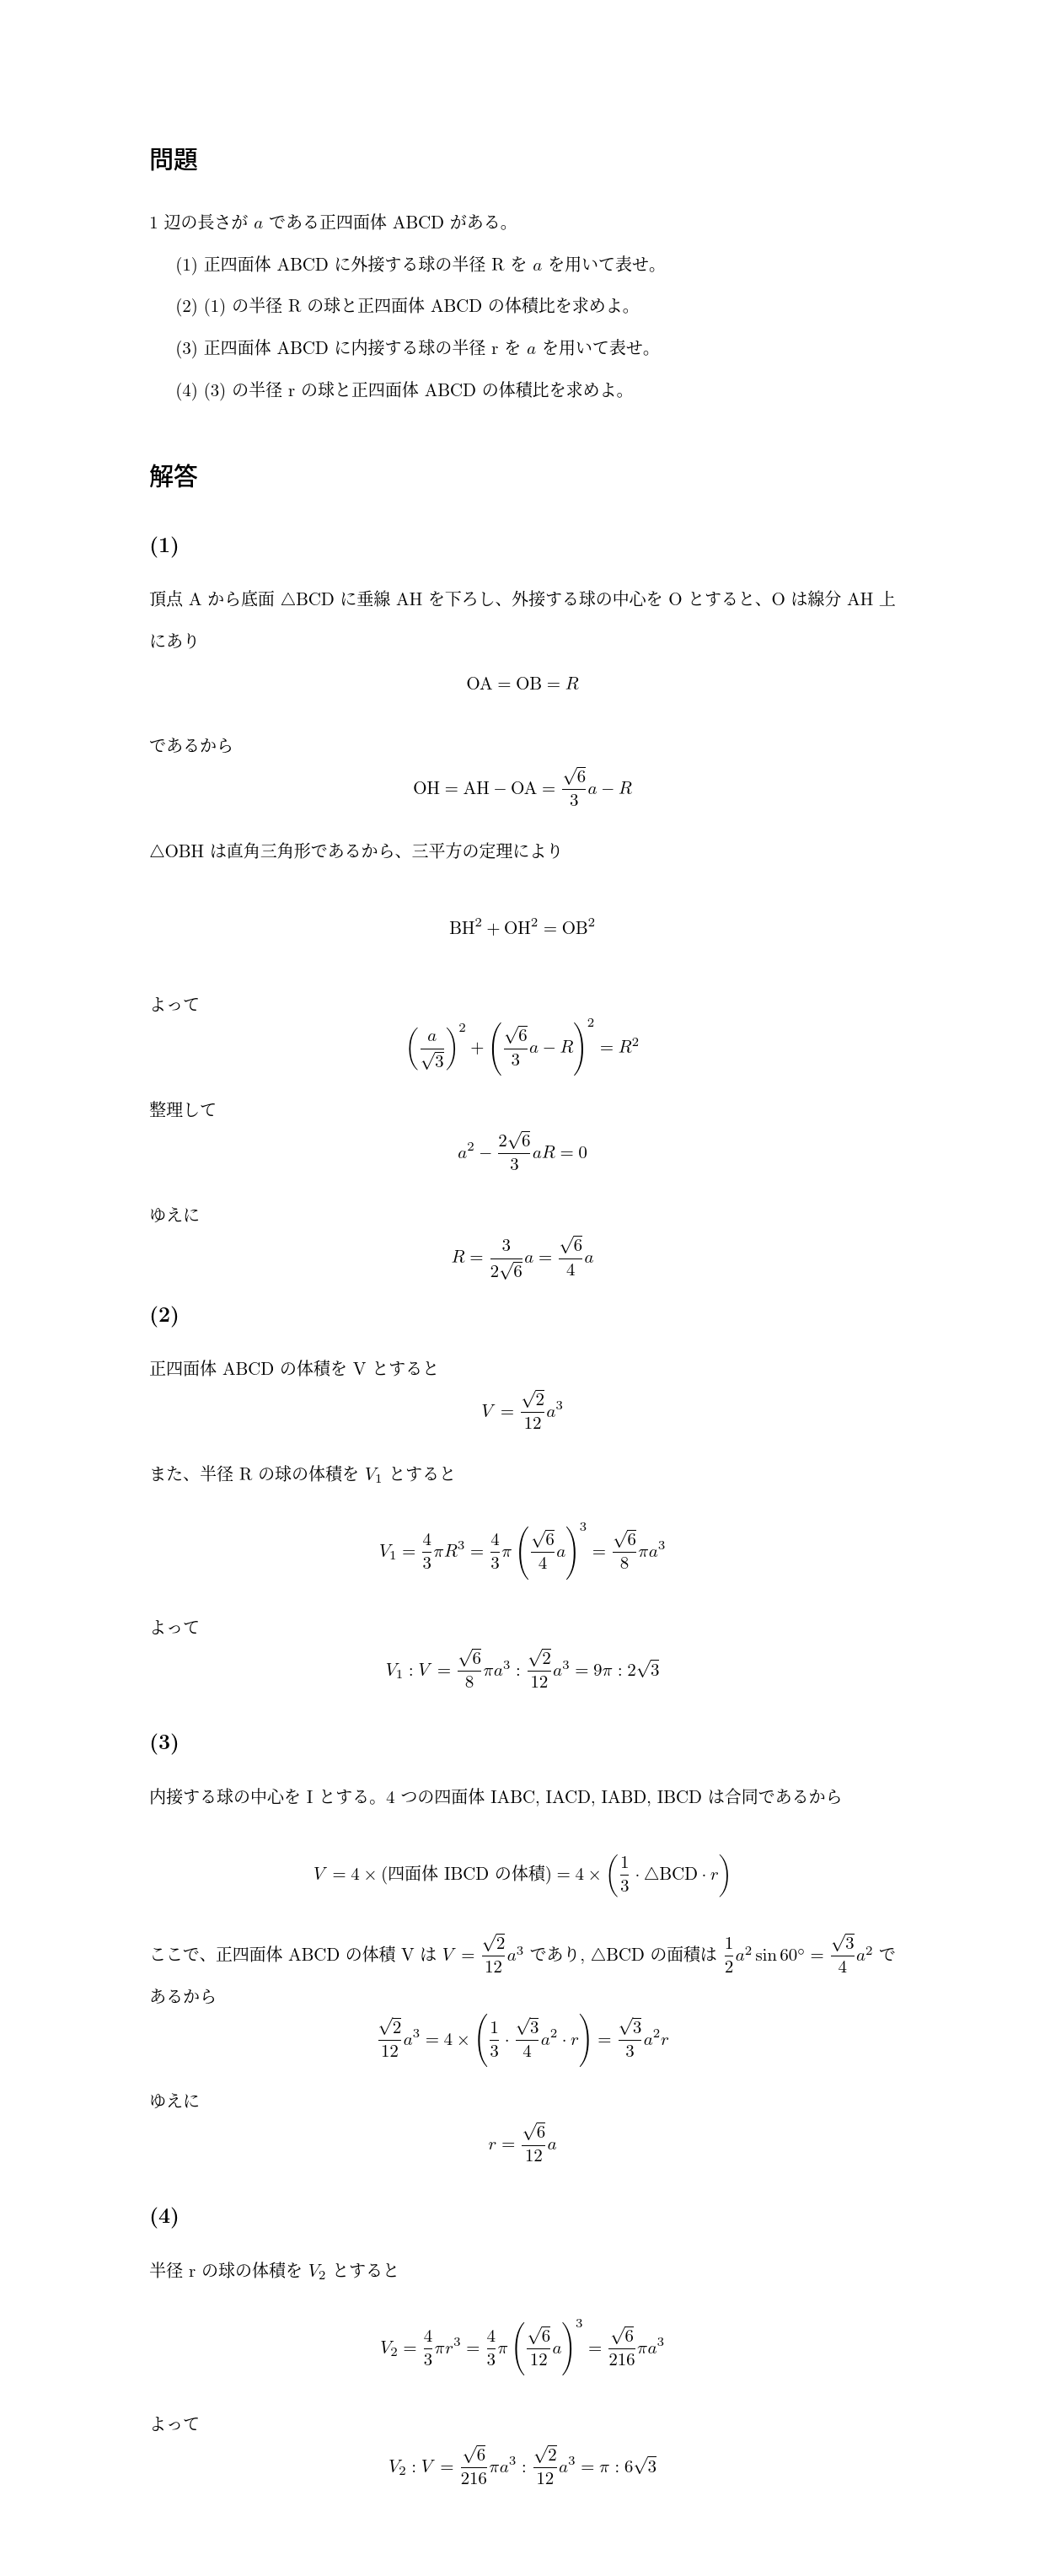 問題
1 辺の長さが $a$ である正四面体 ABCD がある。
(1) 正四面体 ABCD に外接する球の半径 R を $a$ を用いて表せ。
(2) (1) の半径 R の球と正四面体 ABCD の体積比を求めよ。
(3) 正四面体 ABCD に内接する球の半径 r を $a$ を用いて表せ。
(4) (3) の半径 r の球と正四面体 ABCD の体積比を求めよ。
解答
(1)
頂点 A から底面 △BCD に垂線 AH を下ろし、外接する球の中心を O とすると、O は線分 AH 上
にあり
$\mathrm{OA} = \mathrm{OB} = R$
であるから
$\mathrm{OH} = \mathrm{AH} - \mathrm{OA} = \frac{\sqrt{6}}{3}a - R$
△OBH は直角三角形であるから、三平方の定理により
$\mathrm{BH}^2 + \mathrm{OH}^2 = \mathrm{OB}^2$
よって
$\left(\frac{a}{\sqrt{3}}\right)^2 + \left(\frac{\sqrt{6}}{3}a - R\right)^2 = R^2$
整理して
$a^2 - \frac{2\sqrt{6}}{3}aR = 0$
ゆえに
$R = \frac{3}{2\sqrt{6}}a = \frac{\sqrt{6}}{4}a$
(2)
正四面体 ABCD の体積を V とすると
$V = \frac{\sqrt{2}}{12}a^3$
また、半径 R の球の体積を $V_1$ とすると
$V_1 = \frac{4}{3}\pi R^3 = \frac{4}{3}\pi \left(\frac{\sqrt{6}}{4}a\right)^3 = \frac{\sqrt{6}}{8}\pi a^3$
よって
$V_1 : V = \frac{\sqrt{6}}{8}\pi a^3 : \frac{\sqrt{2}}{12}a^3 = 9\pi : 2\sqrt{3}$
(3)
内接する球の中心を I とする。4 つの四面体 IABC, IACD, IABD, IBCD は合同であるから
$V = 4 \times (\text{四面体 IBCD の体積}) = 4 \times \left(\frac{1}{3} \cdot \triangle \mathrm{BCD} \cdot r\right)$
ここで、正四面体 ABCD の体積 V は $V = \frac{\sqrt{2}}{12}a^3$ であり, △BCD の面積は $\frac{1}{2}a^2 \sin 60^\circ = \frac{\sqrt{3}}{4}a^2$ で
あるから
$\frac{\sqrt{2}}{12}a^3 = 4 \times \left(\frac{1}{3} \cdot \frac{\sqrt{3}}{4}a^2 \cdot r\right) = \frac{\sqrt{3}}{3}a^2 r$
ゆえに
$r = \frac{\sqrt{6}}{12}a$
(4)
半径 r の球の体積を $V_2$ とすると
$V_2 = \frac{4}{3}\pi r^3 = \frac{4}{3}\pi \left(\frac{\sqrt{6}}{12}a\right)^3 = \frac{\sqrt{6}}{216}\pi a^3$
よって
$V_2 : V = \frac{\sqrt{6}}{216}\pi a^3 : \frac{\sqrt{2}}{12}a^3 = \pi : 6\sqrt{3}$